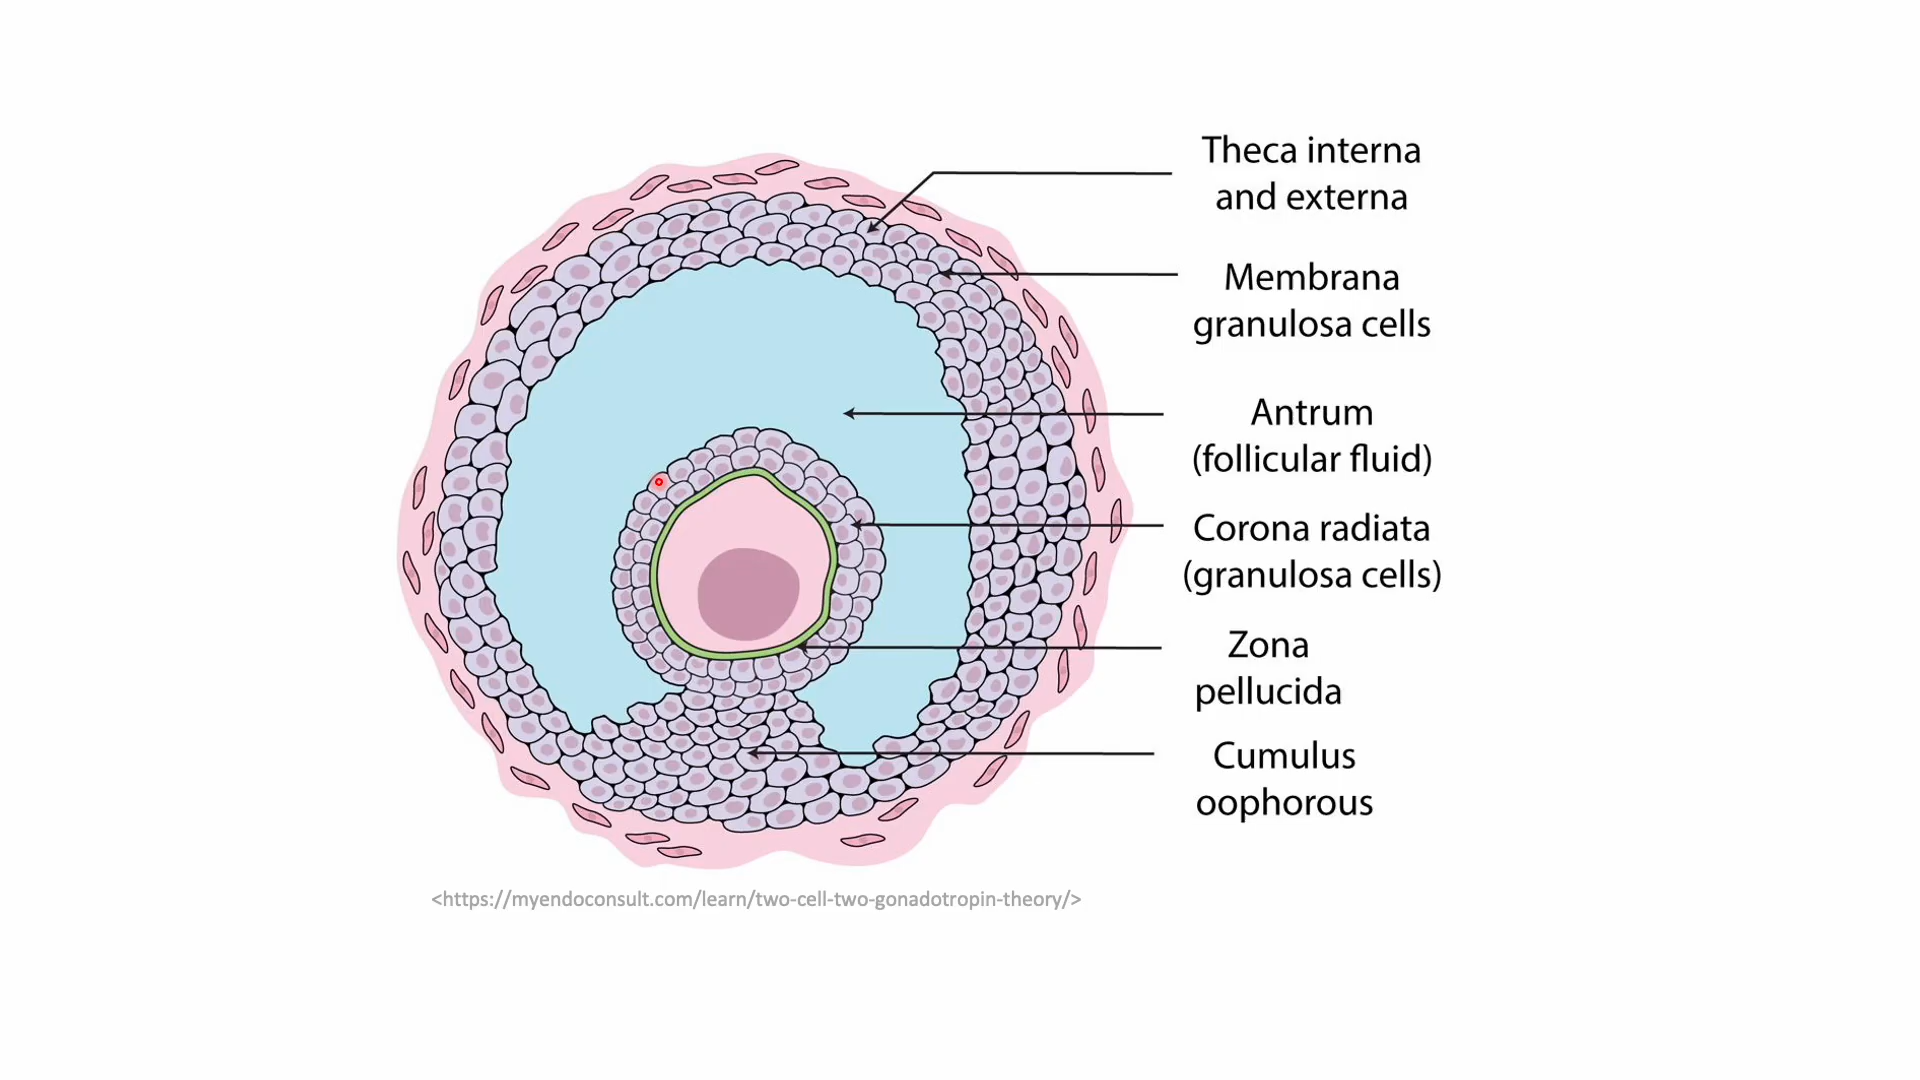 Theca interna
and externa
Membrana
granulosa cells
Antrum
(follicular fluid)
Corona radiata
(granulosa cells)
Zona
pellucida
Cumulus
oophorous
<https://myendoconsult.com/learn/two-cell-two-gonadotropin-theory/>